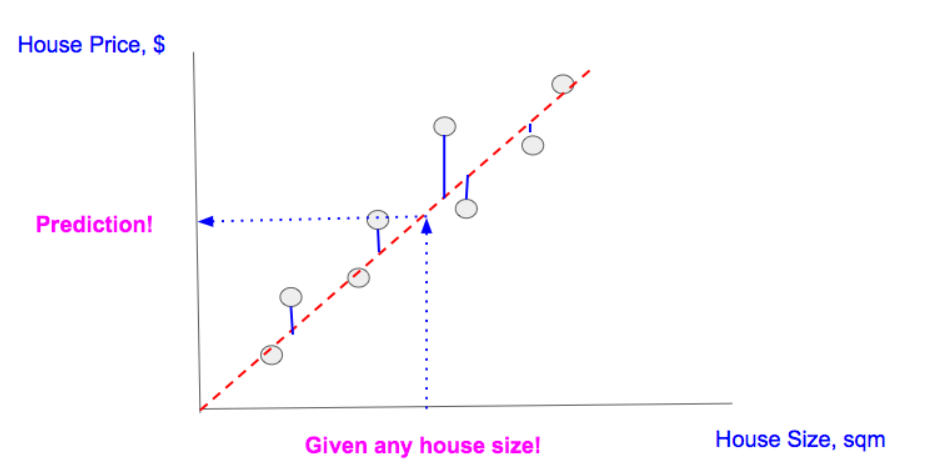 House Price, $
Prediction!
Given any house size!
House Size, sqm